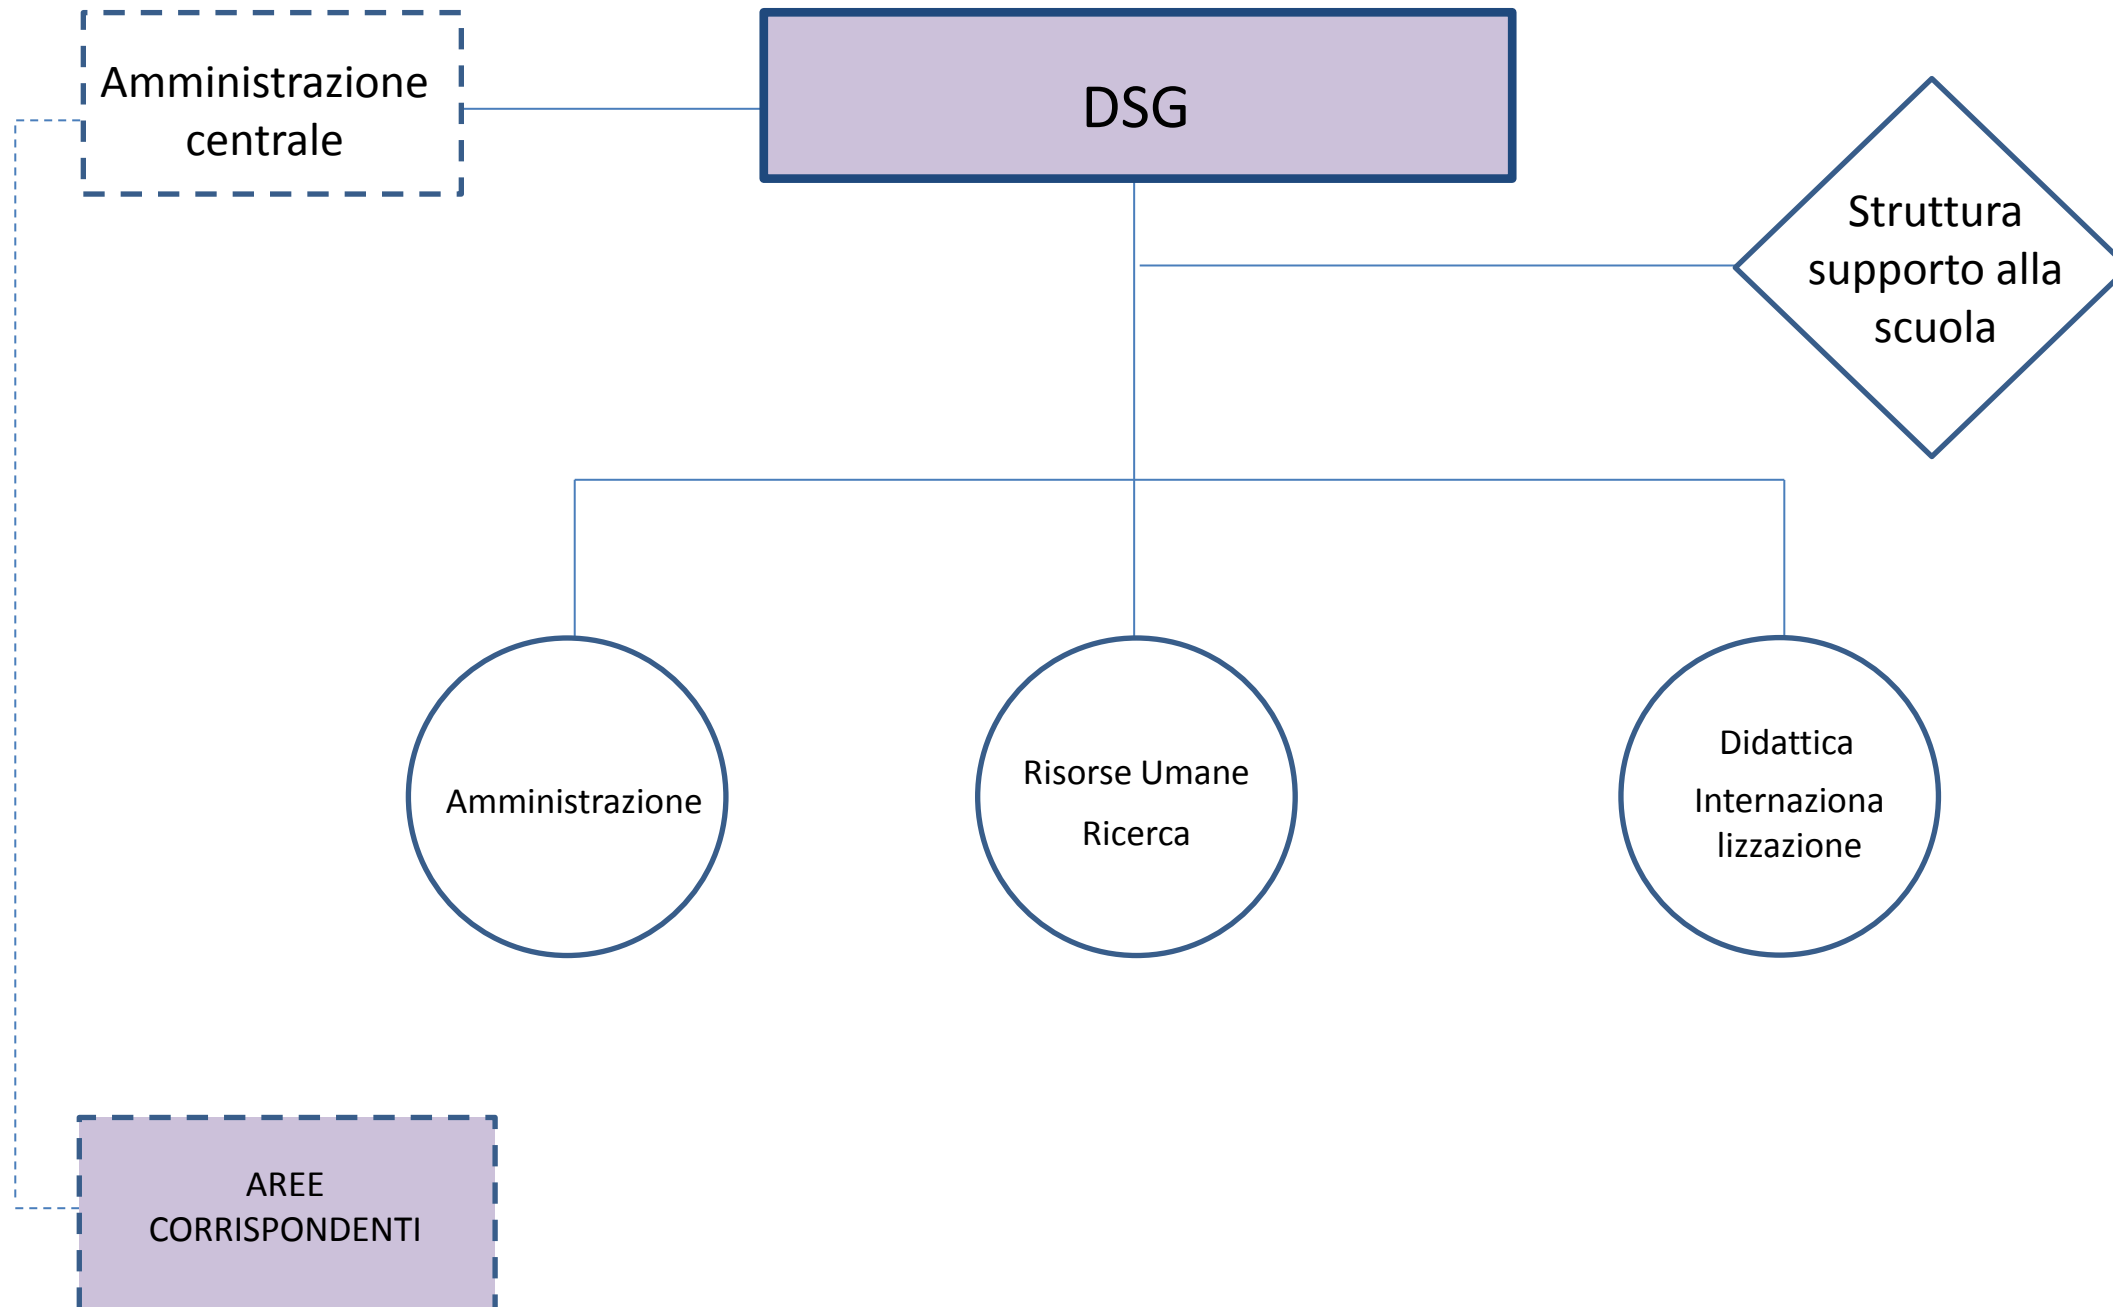 Amministrazione
centrale
DSG
Struttura
supporto alla
scuola
Amministrazione
Risorse Umane
Ricerca
Didattica
Internaziona
lizzazione
AREE
CORRISPONDENTI